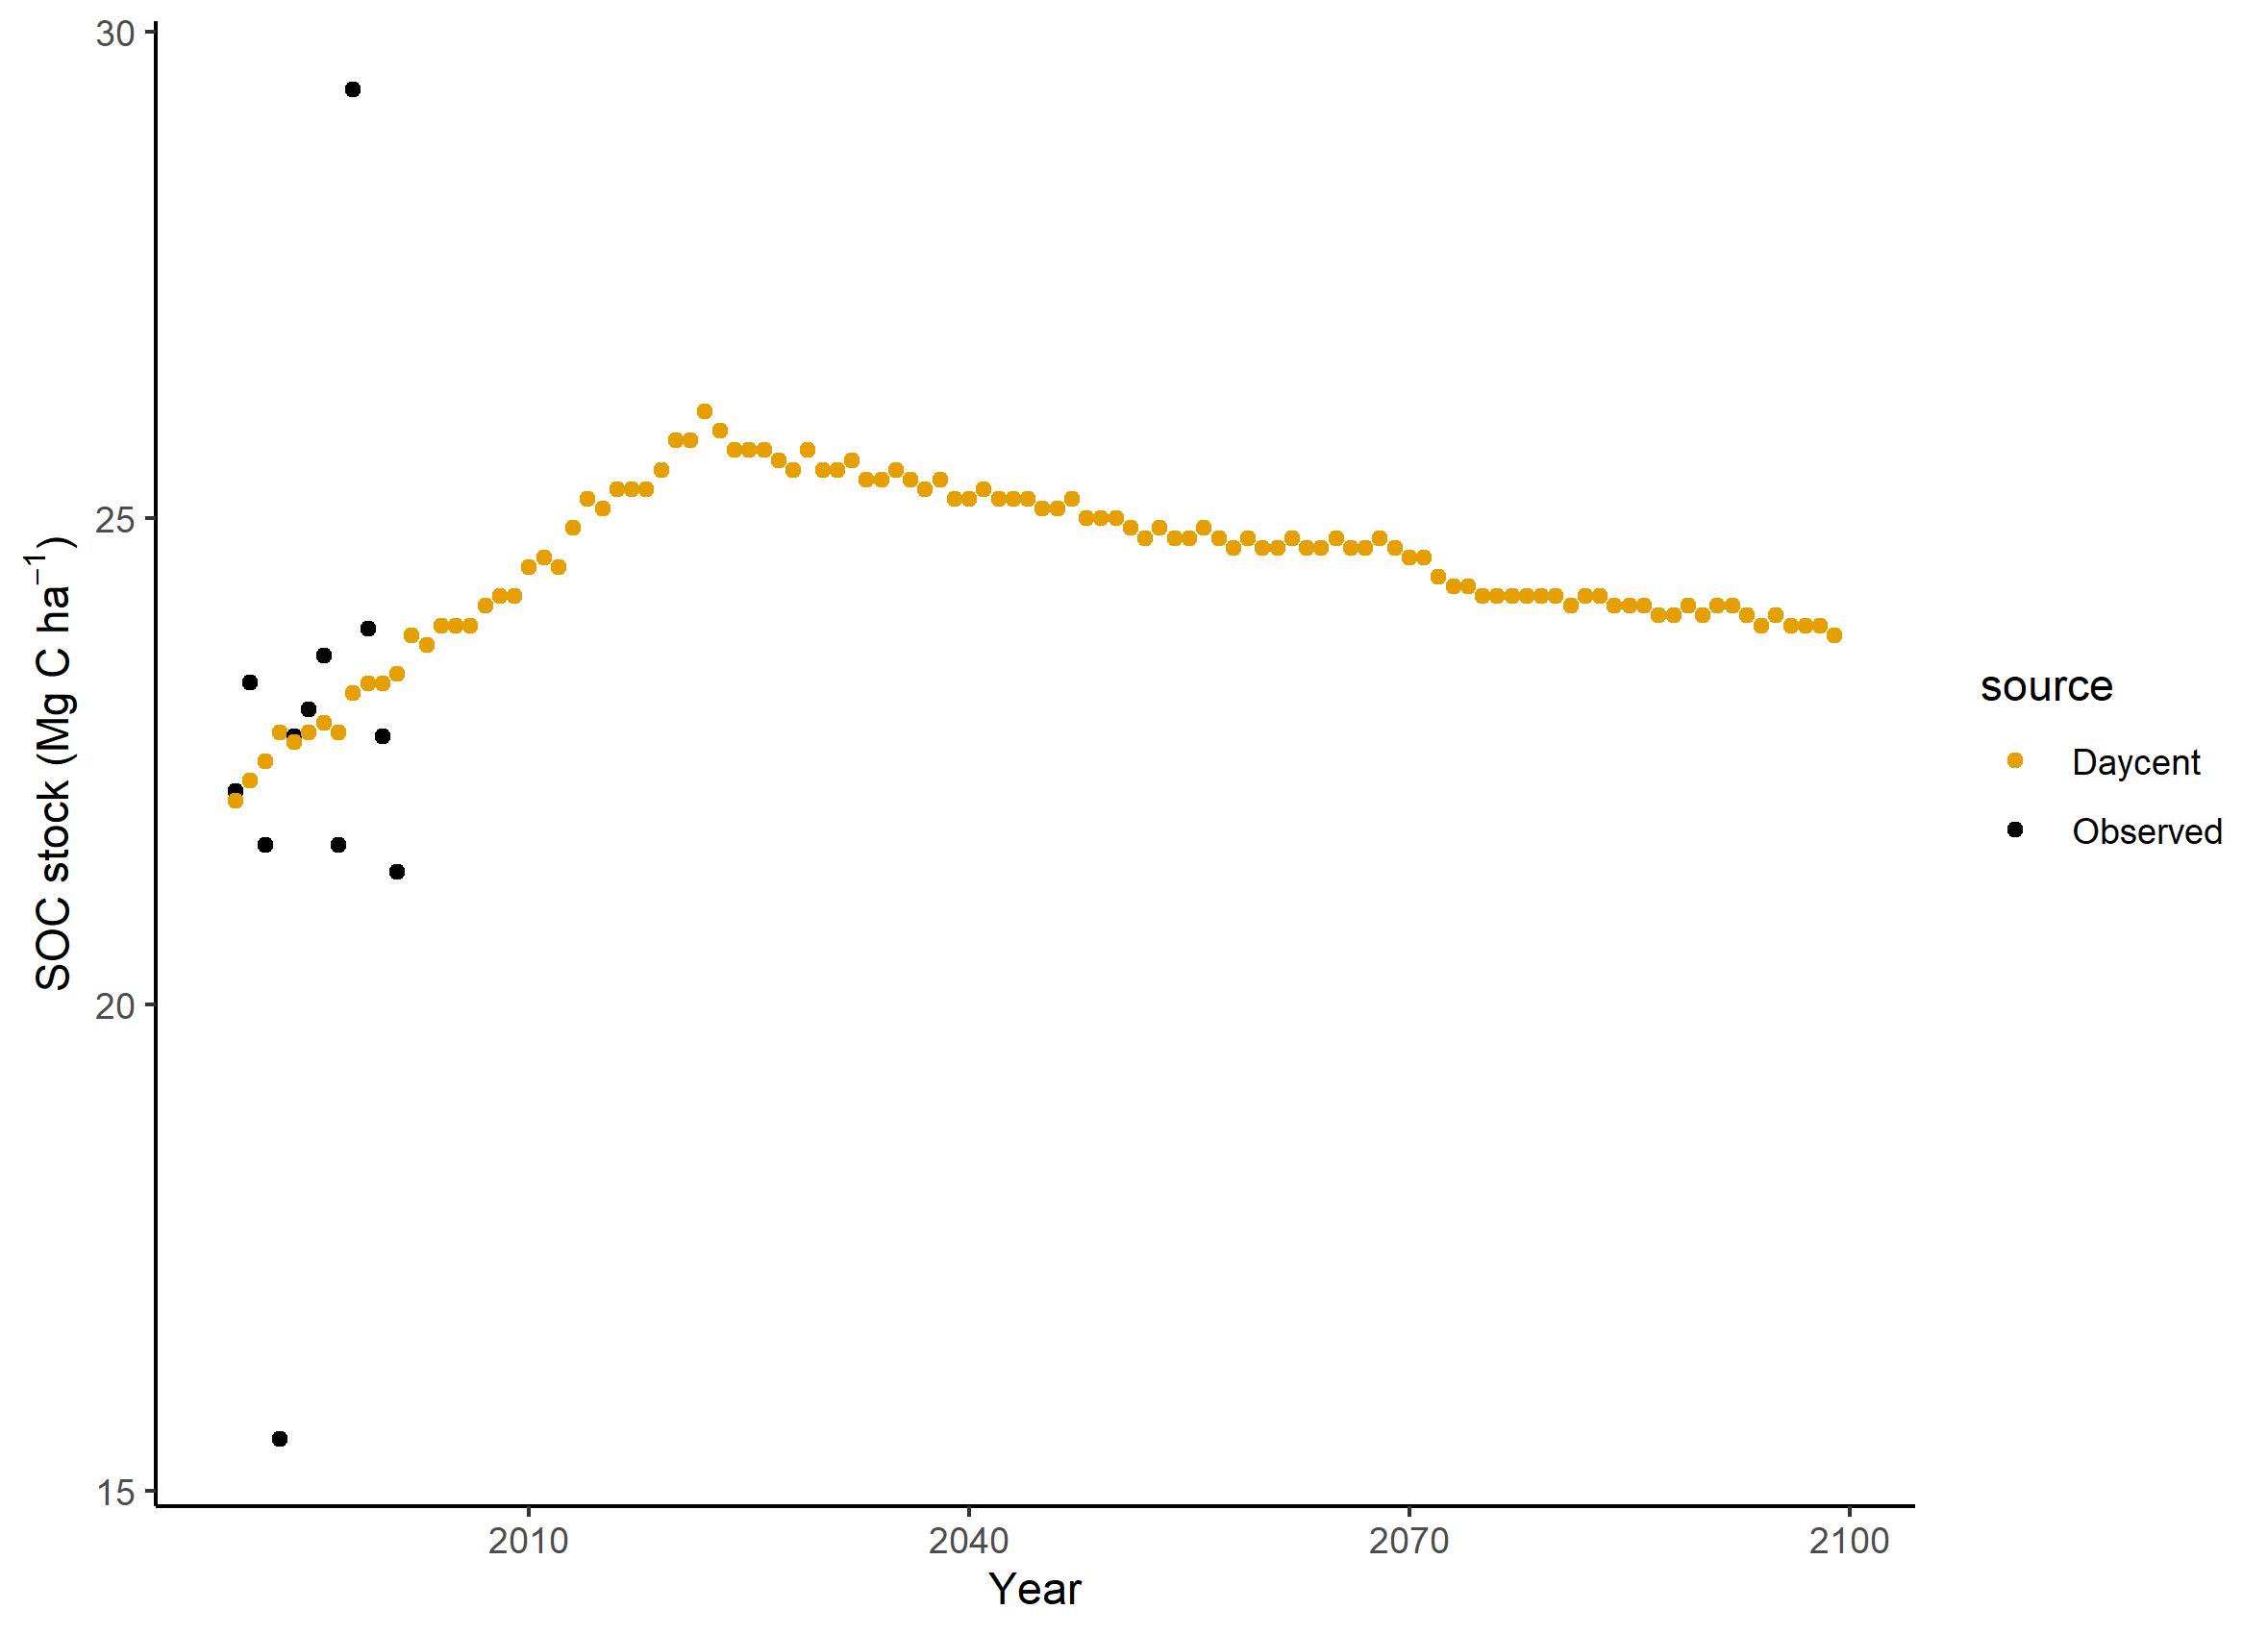 30
25
20
15
SOC stock (Mg C ha⁻¹)
2010 2040 2070 2100
Year
source
Daycent
Observed